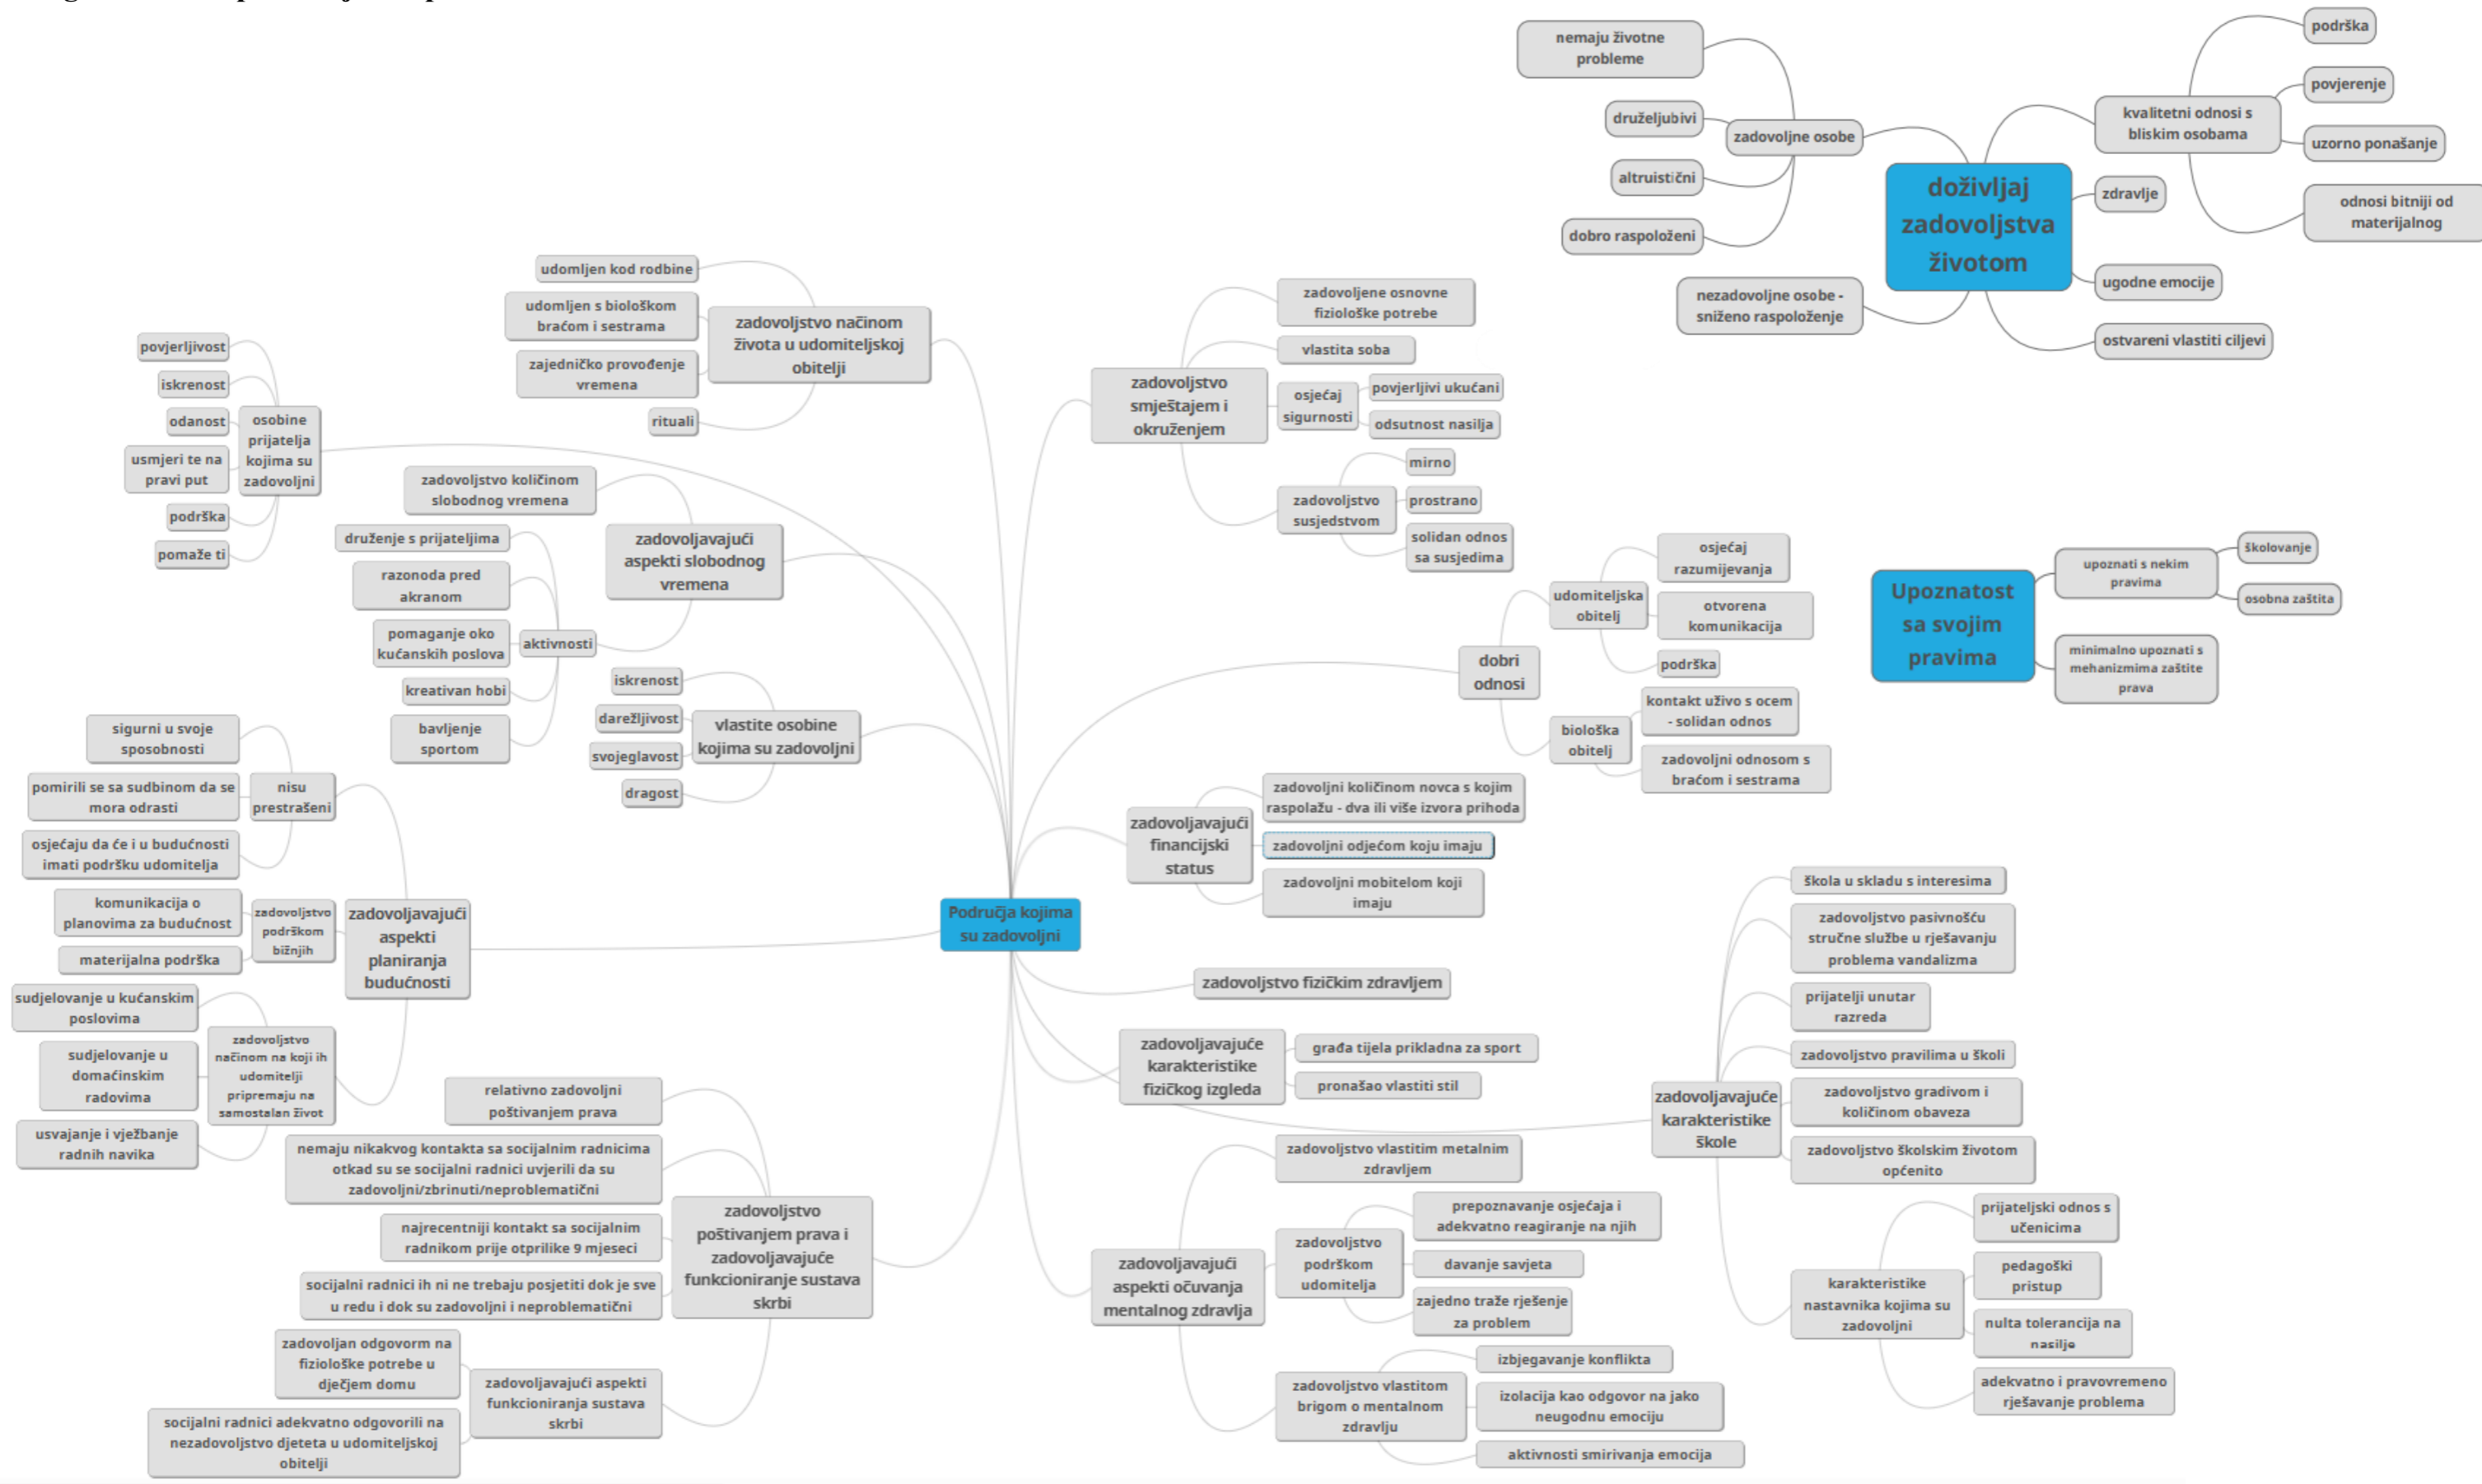 nemaju životne
probleme
druželjubivi
altruistični
dobro raspoloženi
zadovoljne osobe
nezadovoljne osobe -
sniženo raspoloženje
doživljaj
zadovoljstva
životom
kvalitetni odnosi s
bliskim osobama
podrška
povjerenje
uzorno ponašanje
odnosi bitniji od
materijalnog
zdravlje
ugodne emocije
ostvareni vlastiti ciljevi
Upoznatost
sa svojim
pravima
upoznati s nekim
pravima
školovanje
osobna zaštita
minimalno upoznati s
mehanizmima zaštite
prava
Područja kojima
su zadovoljni
zadovoljstvo načinom
života u udomiteljskoj
obitelji
udomljen kod rodbine
udomljen s biološkom
braćom i sestrama
zajedničko provođenje
vremena
rituali
osobine
prijatelja
kojima su
zadovoljni
povjerljivost
iskrenost
odanost
usmjeri te na
pravi put
podrška
pomaže ti
zadovoljavajući
aspekti slobodnog
vremena
zadovoljstvo količinom
slobodnog vremena
aktivnosti
druženje s prijateljima
razonoda pred
akranom
pomaganje oko
kućanskih poslova
kreativan hobi
bavljenje
sportom
vlastite osobine
kojima su zadovoljni
iskrenost
darežljivost
svojeglavost
dragost
zadovoljavajući
aspekti
planiranja
budućnosti
nisu
prestrašeni
sigurni u svoje
sposobnosti
pomirili se sa sudbinom da se
mora odrasti
osjećaju da će i u budućnosti
imati podršku udomitelja
zadovoljstvo
podrškom
bižnjih
komunikacija o
planovima za budućnost
materijalna podrška
zadovoljstvo
načinom na koji ih
udomitelji
pripremaju na
samostalan život
sudjelovanje u kućanskim
poslovima
sudjelovanje u
domaćinskim
radovima
usvajanje i vježbanje
radnih navika
zadovoljstvo
poštivanjem prava i
zadovoljavajuće
funkcioniranje sustava
skrbi
relativno zadovoljni
poštivanjem prava
nemaju nikakvog kontakta sa socijalnim radnicima
otkad su se socijalni radnici uvjerili da su
zadovoljni/zbrinuti/neproblematični
najrecentniji kontakt sa socijalnim
radnikom prije otprilike 9 mjeseci
socijalni radnici ih ni ne trebaju posjetiti dok je sve
u redu i dok su zadovoljni i neproblematični
zadovoljavajući aspekti
funkcioniranja sustava
skrbi
zadovoljan odgovorm na
fiziološke potrebe u
dječjem domu
socijalni radnici adekvatno odgovorili na
nezadovoljstvo djeteta u udomiteljskoj
obitelji
zadovoljstvo
smještajem i
okruženjem
zadovoljene osnovne
fiziološke potrebe
vlastita soba
osjećaj
sigurnosti
povjerljivi ukućani
odsutnost nasilja
zadovoljstvo
susjedstvom
mirno
prostrano
solidan odnos
sa susjedima
dobri
odnosi
udomiteljska
obitelj
osjećaj
razumijevanja
otvorena
komunikacija
podrška
biološka
obitelj
kontakt uživo s ocem
- solidan odnos
zadovoljni odnosom s
braćom i sestrama
zadovoljavajući
financijski
status
zadovoljni količinom novca s kojim
raspolažu - dva ili više izvora prihoda
zadovoljni odjećom koju imaju
zadovoljni mobitelom koji
imaju
zadovoljstvo fizičkim zdravljem
zadovoljavajuće
karakteristike
fizičkog izgleda
građa tijela prikladna za sport
pronašao vlastiti stil
zadovoljavajuće
karakteristike
škole
škola u skladu s interesima
zadovoljstvo pasivnošću
stručne službe u rješavanju
problema vandalizma
prijatelji unutar
razreda
zadovoljstvo pravilima u školi
zadovoljstvo gradivom i
količinom obaveza
zadovoljstvo školskim životom
općenito
karakteristike
nastavnika kojima su
zadovoljni
prijateljski odnos s
učenicima
pedagoški
pristup
nulta tolerancija na
nasilje
adekvatno i pravovremeno
rješavanje problema
zadovoljavajući
aspekti očuvanja
mentalnog zdravlja
zadovoljstvo vlastitim metalnim
zdravljem
zadovoljstvo
podrškom
udomitelja
prepoznavanje osjećaja i
adekvatno reagiranje na njih
davanje savjeta
zajedno traže rješenje
za problem
zadovoljstvo vlastitom
brigom o mentalnom
zdravlju
izbjegavanje konflikta
izolacija kao odgovor na jako
neugodnu emociju
aktivnosti smirivanja emocija